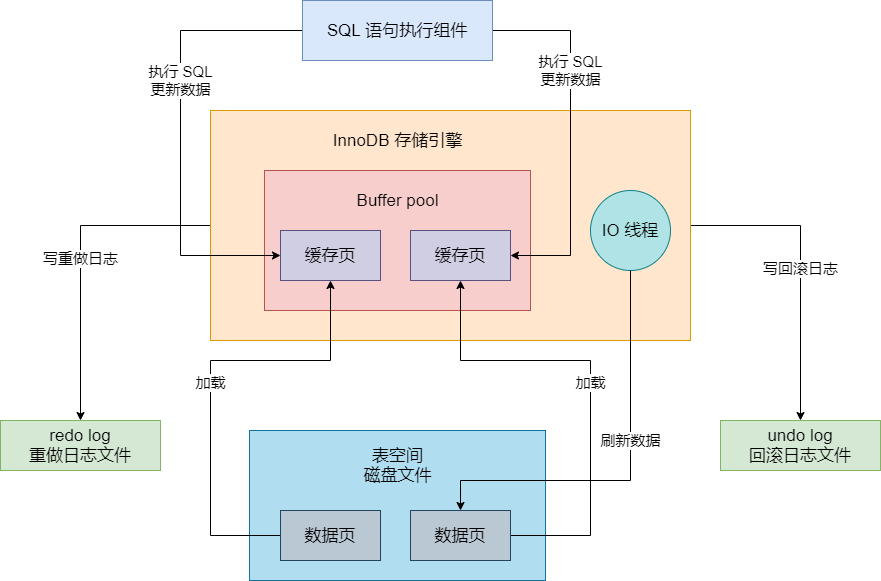 SQL 语句执行组件
执行 SQL
更新数据
执行 SQL
更新数据
InnoDB 存储引擎
Buffer pool
缓存页
缓存页
IO 线程
写重做日志
写回滚日志
加载
加载
redo log
重做日志文件
表空间
磁盘文件
刷新数据
undo log
回滚日志文件
数据页
数据页